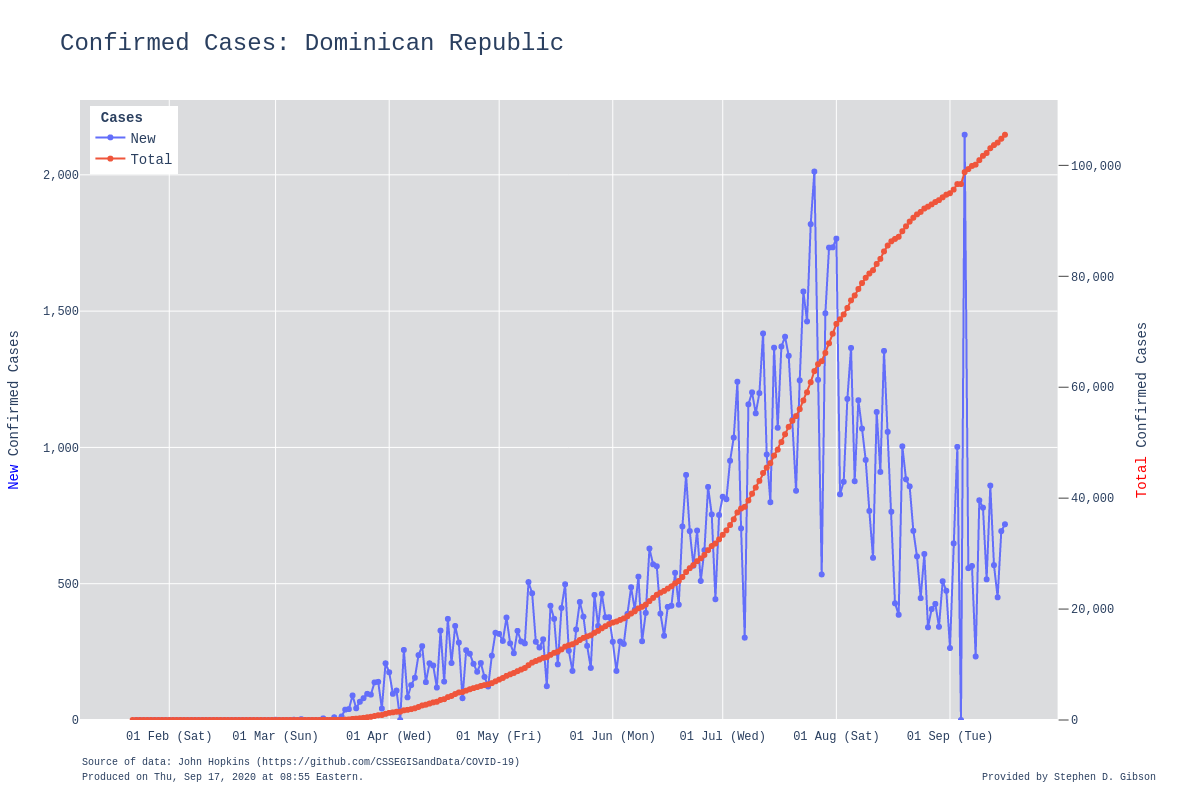 Confirmed Cases: Dominican Republic
Cases
New
Total
2,000
1,500
1,000
500
0
100,000
80,000
60,000
40,000
20,000
0
New Confirmed Cases
Total Confirmed Cases
01 Feb (Sat) 01 Mar (Sun) 01 Apr (Wed) 01 May (Fri) 01 Jun (Mon) 01 Jul (Wed) 01 Aug (Sat) 01 Sep (Tue)
Source of data: John Hopkins (https://github.com/CSSEGISandData/COVID-19)
Produced on Thu, Sep 17, 2020 at 08:55 Eastern.
Provided by Stephen D. Gibson